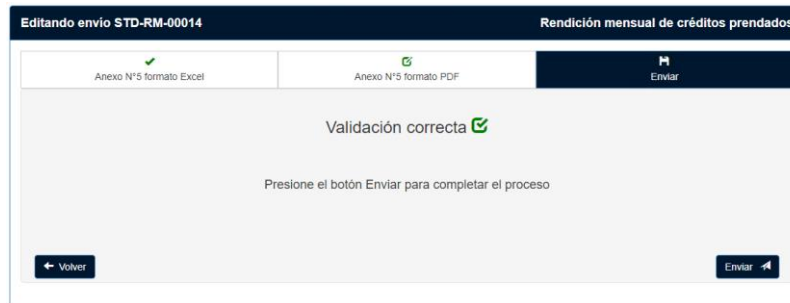 Editando envio STD-RM-00014
Rendición mensual de créditos prendados
Anexo N°5 formato Excel
Anexo N°5 formato PDF
Enviar
Validación correcta
Presione el botón Enviar para completar el proceso
Volver
Enviar